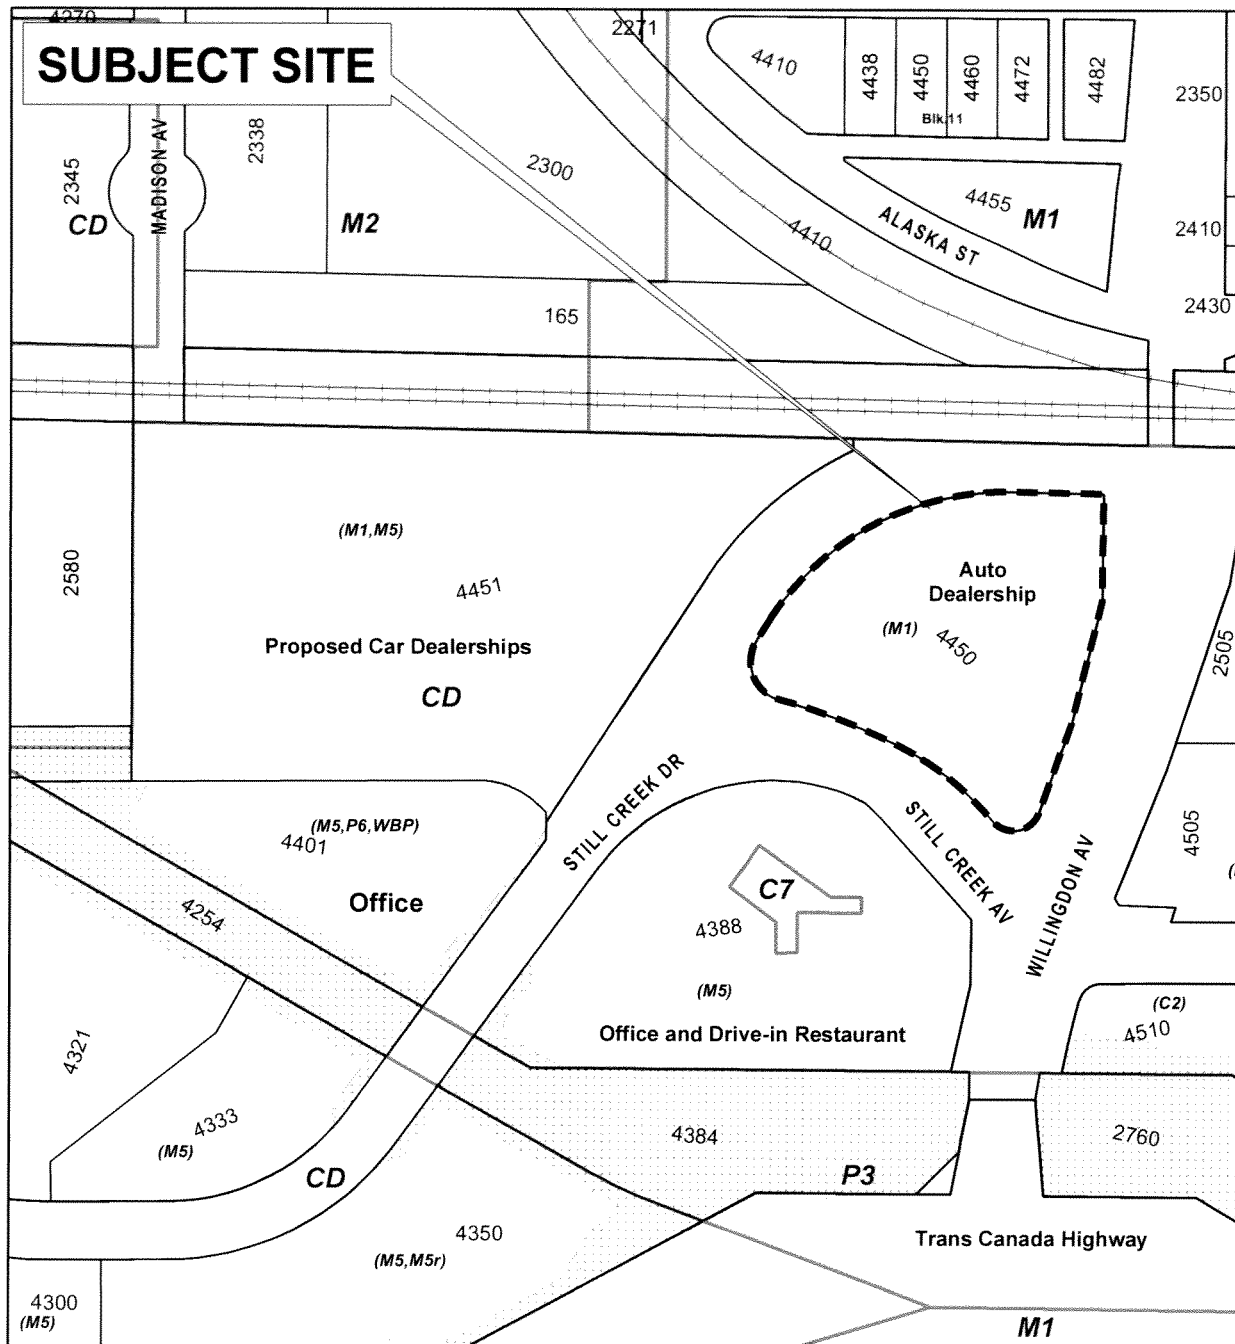 4270
SUBJECT SITE
2271
4410
4438
4450
4460
4472
4482
Blk.11
2350
2345
MADISON AV
2338
2300
CD
M2
4455
M1
4410
ALASKA ST
2410
165
2430
2580
(M1,M5)
4451
Proposed Car Dealerships
CD
Auto
Dealership
(M1)
4450
2505
STILL CREEK DR
(M5,P6,WBP)
4401
Office
4254
C7
4388
(M5)
Office and Drive-in Restaurant
STILL CREEK AV
WILLINGDON AV
4505
(C2)
4510
4321
4333
(M5)
CD
4384
P3
2760
4350
(M5,M5r)
Trans Canada Highway
4300
(M5)
M1